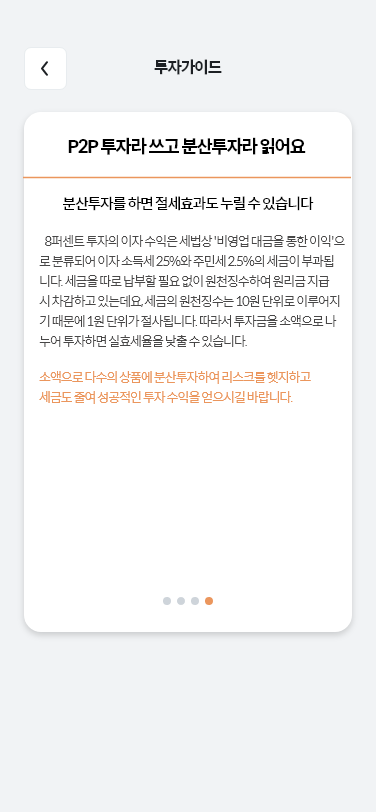 투자가이드
P2P 투자라 쓰고 분산투자라 읽어요
분산투자를 하면 절세효과도 누릴 수 있습니다
8퍼센트 투자의 이자 수익은 세법상 '비영업 대금을 통한 이익'으
로 분류되어 이자 소득세 25%와 주민세 2.5%의 세금이 부과됩
니다. 세금을 따로 납부할 필요 없이 원천징수하여 원리금 지급
시 차감하고 있는데요, 세금의 원천징수는 10원 단위로 이루어지
기 때문에 1원 단위가 절사됩니다. 따라서 투자금을 소액으로 나
누어 투자하면 실효세율을 낮출 수 있습니다.
소액으로 다수의 상품에 분산투자하여 리스크를 헷지하고
세금도 줄여 성공적인 투자 수익을 얻으시길 바랍니다.